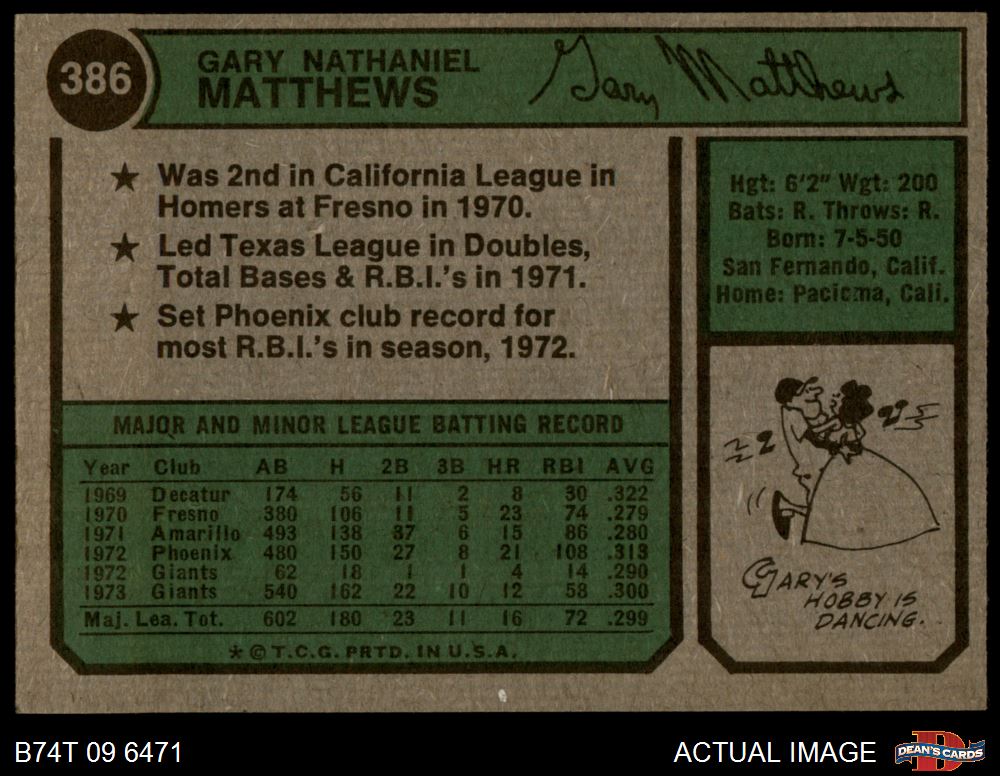 386
GARY NATHANIEL
MATTHEWS
Gary Matthews
★ Was 2nd in California League in
Homers at Fresno in 1970.
★ Led Texas League in Doubles,
Total Bases & R.B.I.'s in 1971.
★ Set Phoenix club record for
most R.B.I.'s in season, 1972.
Hgt: 6'2" Wgt: 200
Bats: R. Throws: R.
Born: 7-5-50
San Fernando, Calif.
Home: Pacioma, Cali.
MAJOR AND MINOR LEAGUE BATTING RECORD
Year Club AB H 2B 3B HR RBI AVG
1969 Decatur 174 56 11 2 8 30 .322
1970 Fresno 380 106 11 5 23 74 .279
1971 Amarillo 493 138 37 6 15 86 .280
1972 Phoenix 480 150 27 8 21 108 .313
1972 Giants 62 18 1 1 4 14 .290
1973 Giants 540 162 22 10 12 58 .300
Maj. Lea. Tot. 602 180 23 11 16 72 .299
* © T.C.G. PRTD. IN U.S.A.
GARY'S
HOBBY IS
DANCING.
B74T 09 6471
ACTUAL IMAGE
DEAN'S CARDS